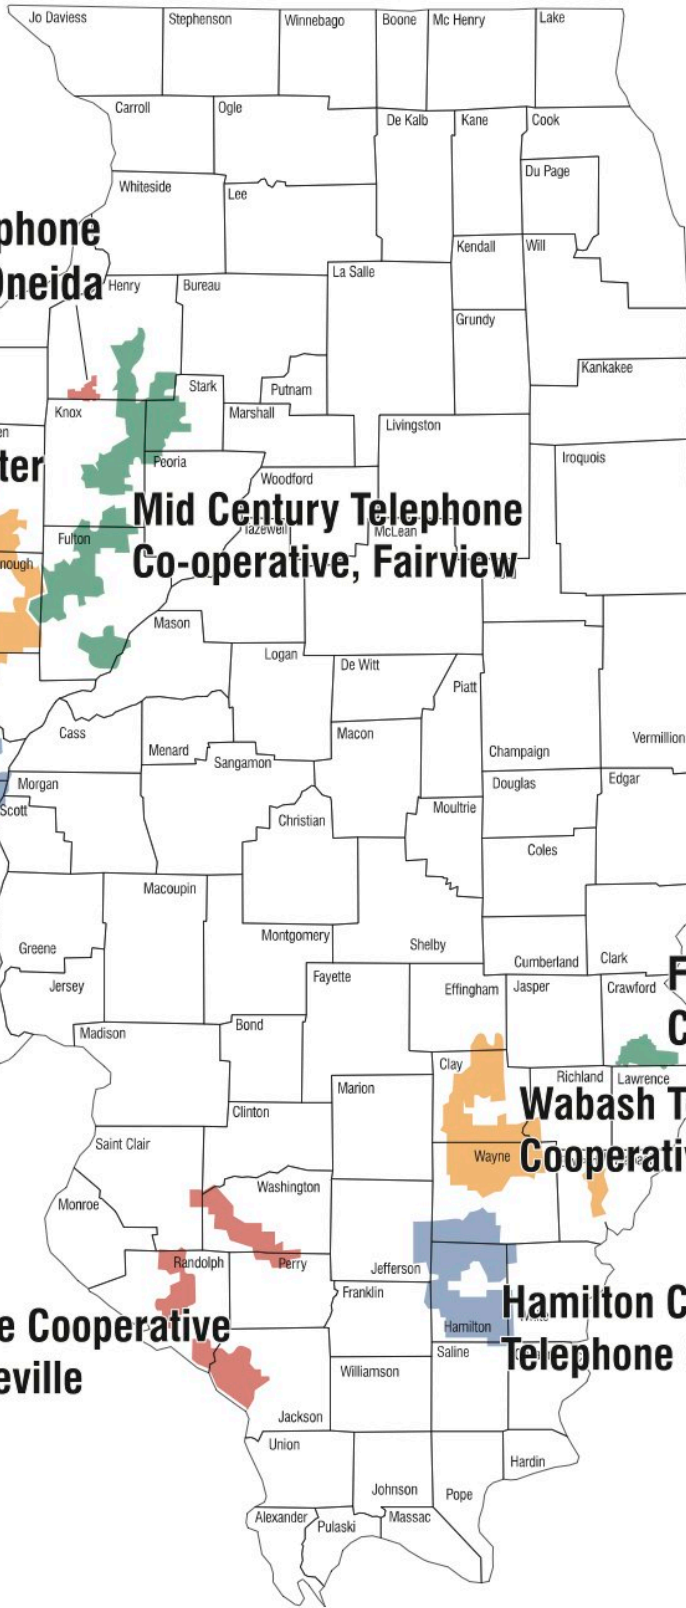 Jo Daviess
Stephenson
Winnebago
Boone
Mc Henry
Lake
Carroll
Ogle
De Kalb
Kane
Cook
Du Page
Whiteside
Lee
phone
Oneida
Kendall
Will
La Salle
Henry
Bureau
Grundy
Kankakee
Stark
Putnam
Knox
Marshall
Livingston
en
ter
Peoria
Iroquois
Woodford
Mid Century Telephone
Co-operative, Fairview
Tazewell
McLean
Fulton
nough
Mason
Logan
De Witt
Piatt
Cass
Menard
Macon
Vermillion
Sangamon
Champaign
Morgan
Douglas
Edgar
Scott
Christian
Moultrie
Coles
Macoupin
Montgomery
Shelby
Greene
Cumberland
Clark
Jersey
Fayette
Effingham
Jasper
Crawford
F
C
Madison
Bond
Clay
Richland
Lawrence
Marion
Wabash T
Cooperativ
Clinton
Saint Clair
Wayne
Washington
Monroe
Randolph
Perry
Jefferson
Franklin
Hamilton C
Telephone
White
Hamilton
e Cooperative
eville
Saline
Williamson
Jackson
Union
Hardin
Johnson
Pope
Alexander
Pulaski
Massac